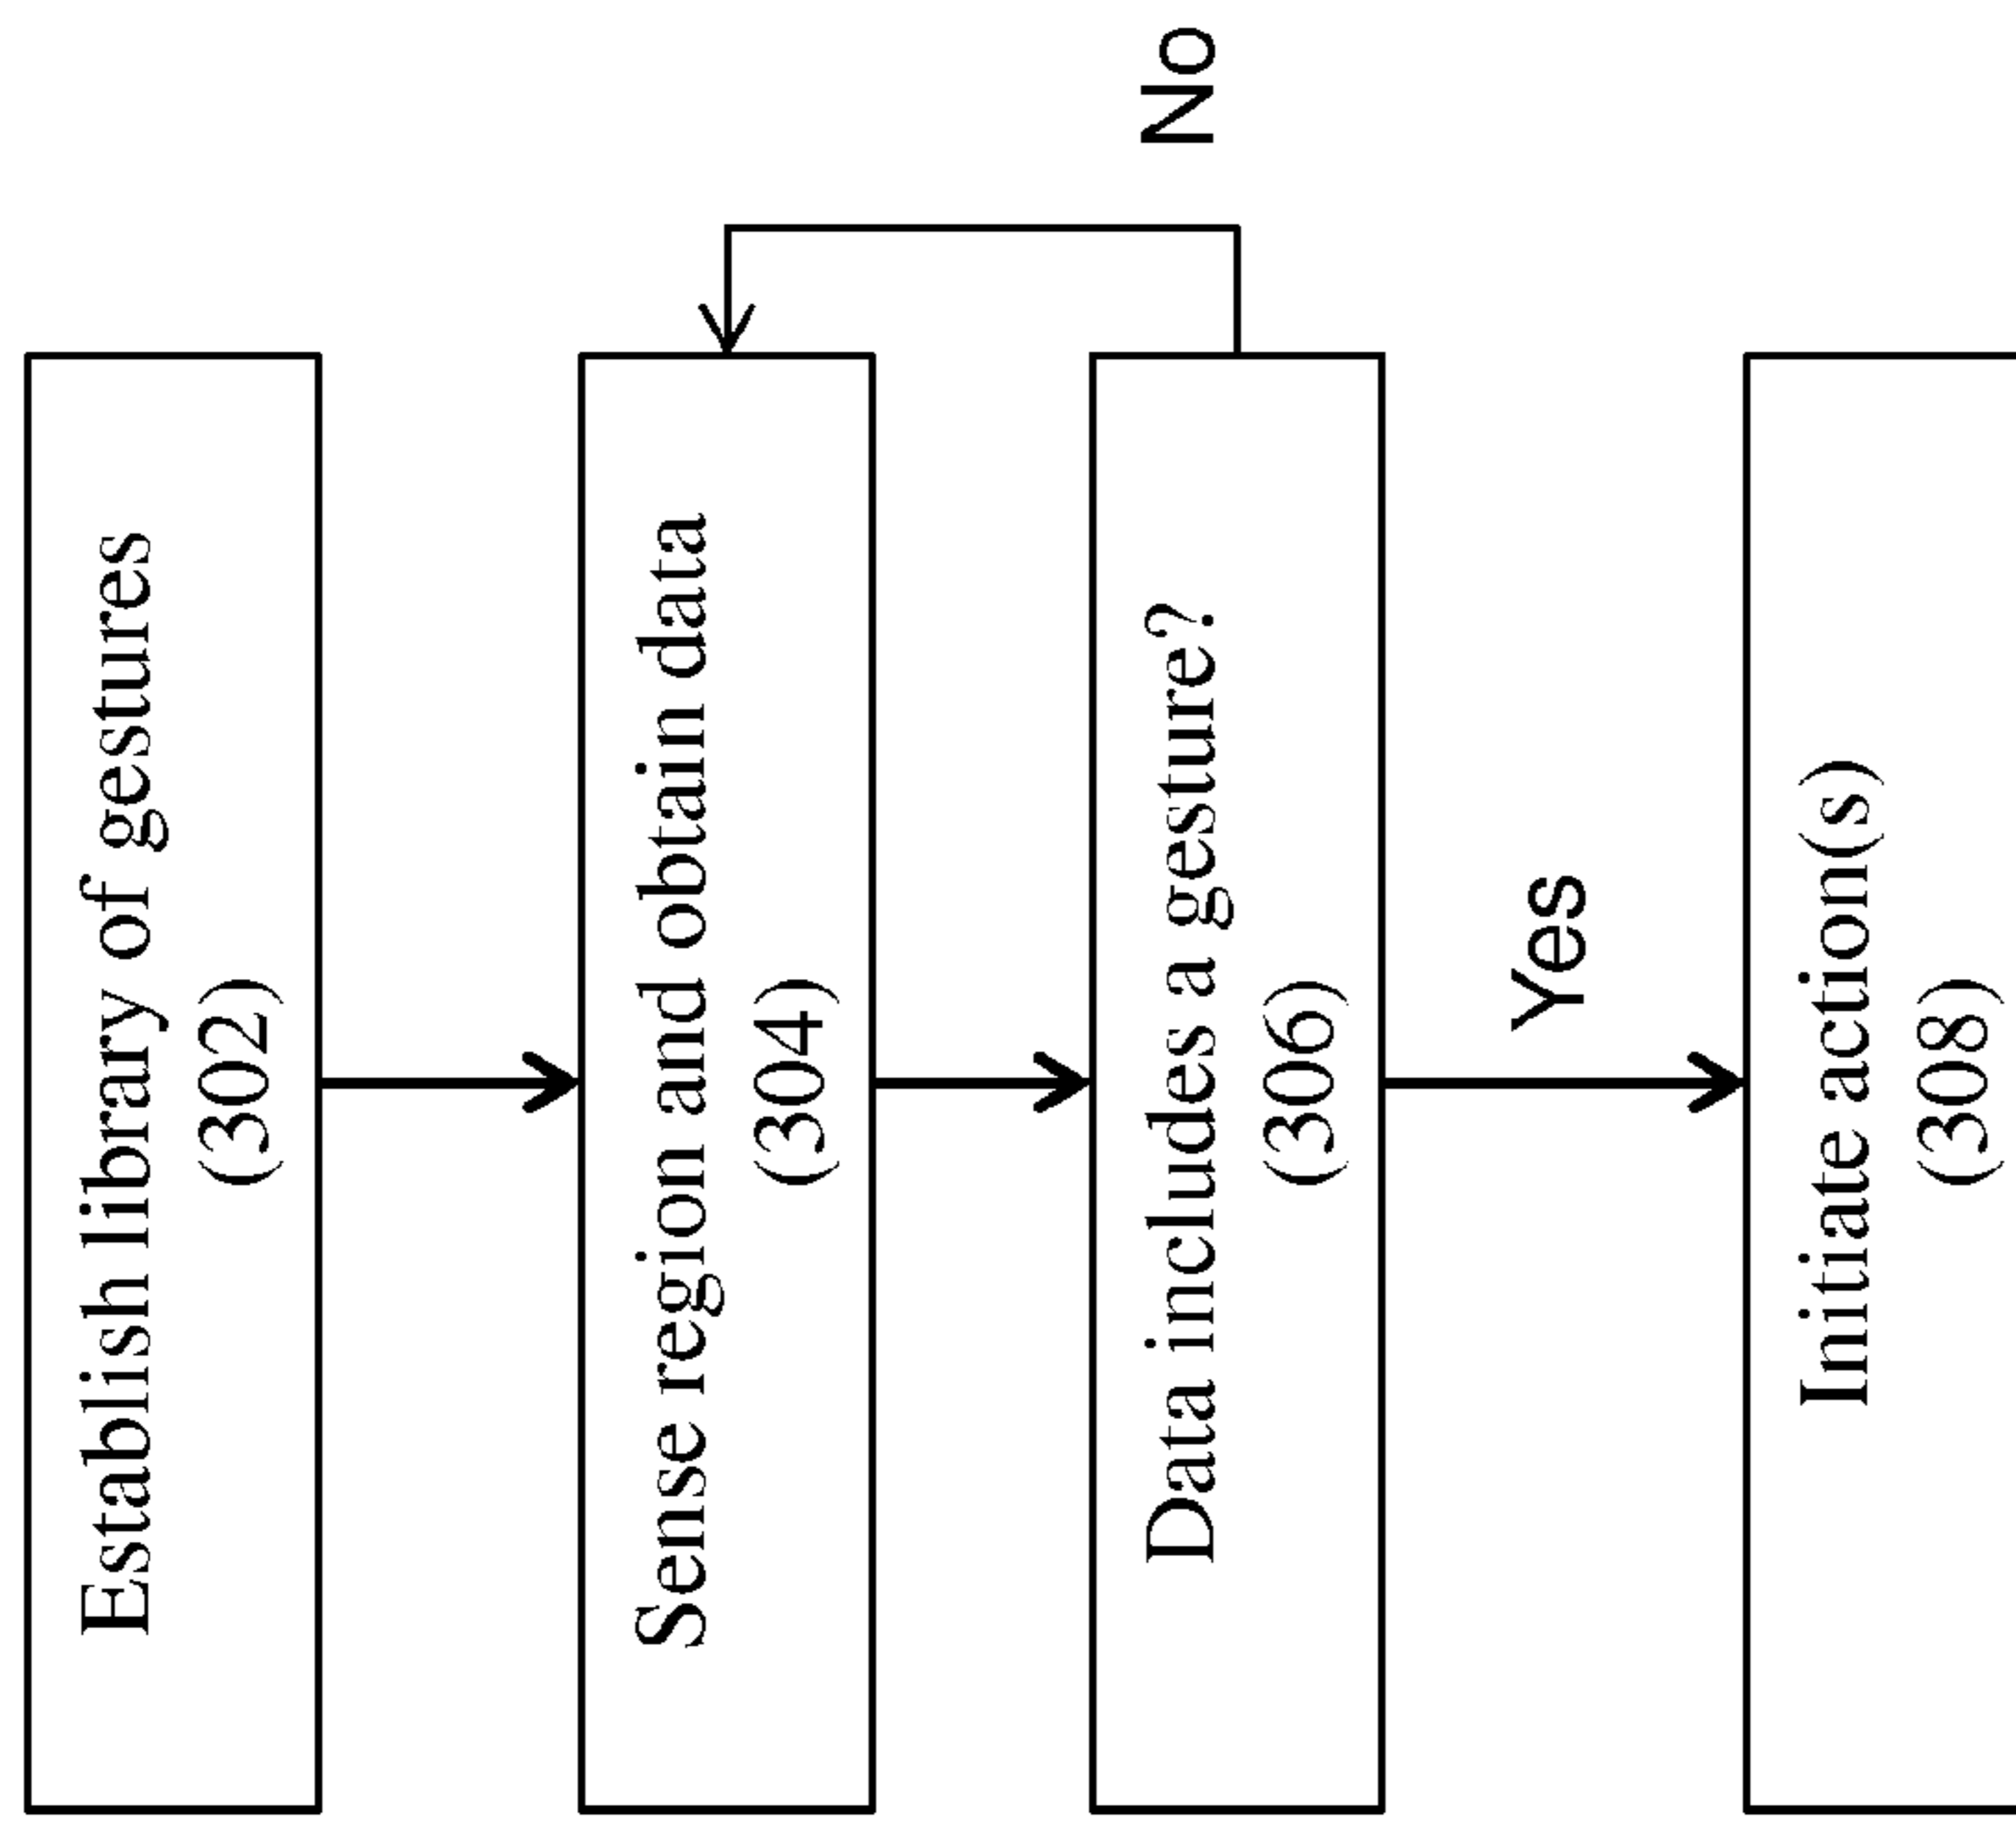 Establish library of gestures
(302)
Sense region and obtain data
(304)
Data includes a gesture?
(306)
No
Yes
Initiate action(s)
(308)